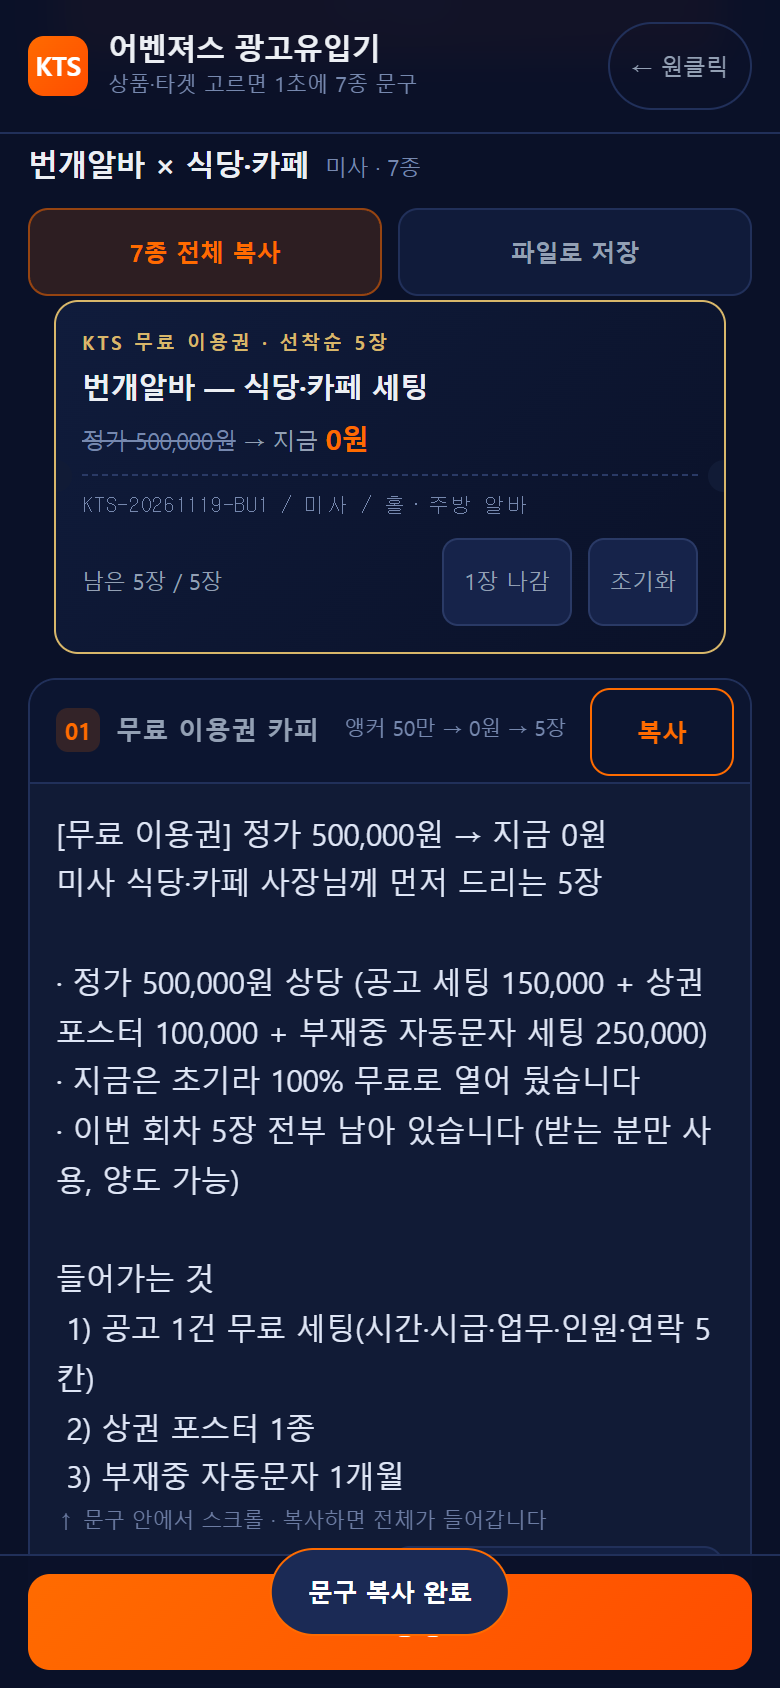 KTS
어벤져스 광고유입기
상품·타겟 고르면 1초에 7종 문구
← 원클릭
번개알바 × 식당·카페 미사 · 7종
7종 전체 복사
파일로 저장
KTS 무료 이용권 · 선착순 5장
번개알바 — 식당·카페 세팅
정가 500,000원 → 지금 0원
KTS-20261119-BU1 / 미사 / 홀·주방 알바
남은 5장 / 5장
1장 나감
초기화
01 무료 이용권 카피 앵커 50만 → 0원 → 5장
복사
[무료 이용권] 정가 500,000원 → 지금 0원
미사 식당·카페 사장님께 먼저 드리는 5장
· 정가 500,000원 상당 (공고 세팅 150,000 + 상권
포스터 100,000 + 부재중 자동문자 세팅 250,000)
· 지금은 초기라 100% 무료로 열어 뒀습니다
· 이번 회차 5장 전부 남아 있습니다 (받는 분만 사
용, 양도 가능)
들어가는 것
1) 공고 1건 무료 세팅(시간·시급·업무·인원·연락 5
칸)
2) 상권 포스터 1종
3) 부재중 자동문자 1개월
↑ 문구 안에서 스크롤 · 복사하면 전체가 들어갑니다
문구 복사 완료